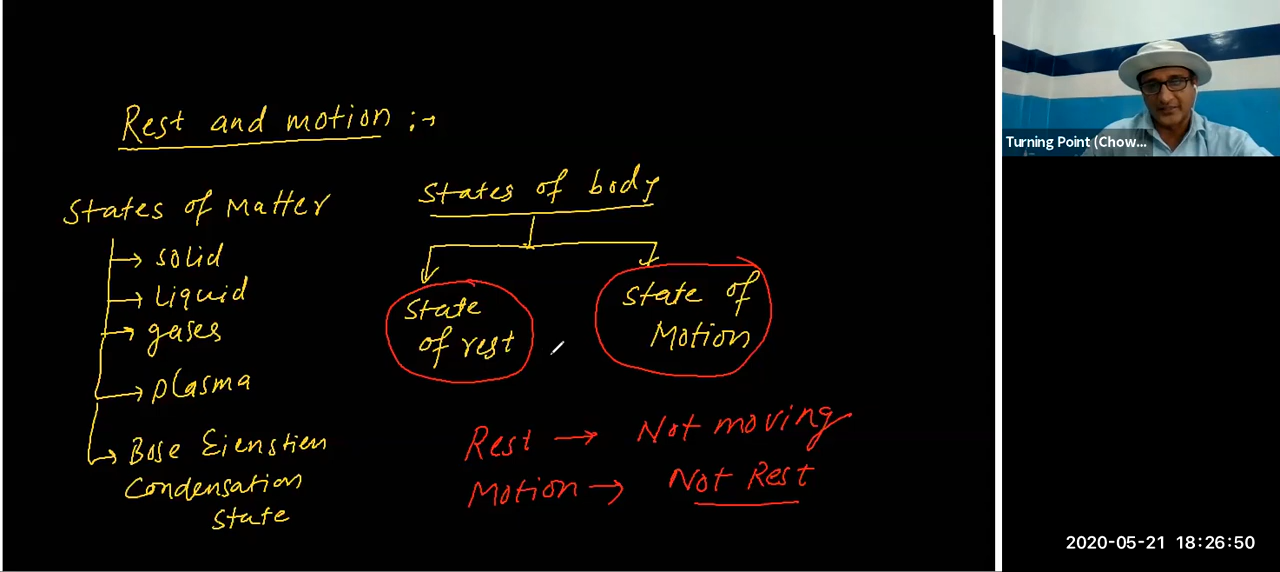 Rest and motion :→
States of Matter
→ solid
→ Liquid
→ gases
→ plasma
→ Bose Eienstien
Condensation
State
States of body
State
of rest
State of
Motion
Rest → Not moving
Motion → Not Rest
Turning Point (Chow...
2020-05-21 18:26:50